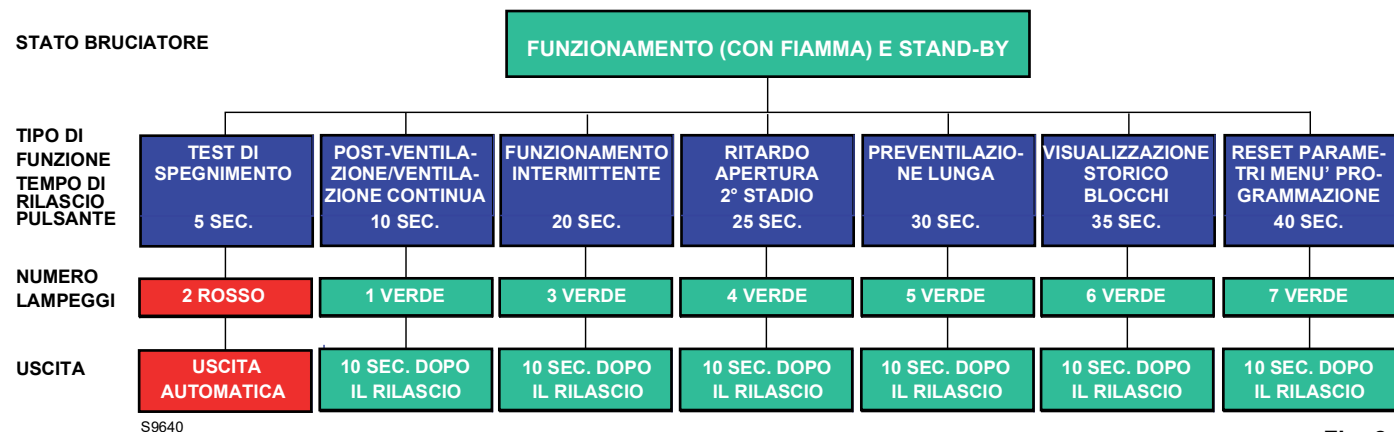 STATO BRUCIATORE
FUNZIONAMENTO (CON FIAMMA) E STAND-BY
TIPO DI
FUNZIONE
TEMPO DI
RILASCIO
PULSANTE
TEST DI
SPEGNIMENTO
5 SEC.
POST-VENTILA-
ZIONE/VENTILA-
ZIONE CONTINUA
10 SEC.
FUNZIONAMENTO
INTERMITTENTE
20 SEC.
RITARDO
APERTURA
2° STADIO
25 SEC.
PREVENTILAZIO-
NE LUNGA
30 SEC.
VISUALIZZAZIONE
STORICO
BLOCCHI
35 SEC.
RESET PARAME-
TRI MENU' PRO-
GRAMMAZIONE
40 SEC.
NUMERO
LAMPEGGI
2 ROSSO
1 VERDE
3 VERDE
4 VERDE
5 VERDE
6 VERDE
7 VERDE
USCITA
USCITA
AUTOMATICA
10 SEC. DOPO
IL RILASCIO
10 SEC. DOPO
IL RILASCIO
10 SEC. DOPO
IL RILASCIO
10 SEC. DOPO
IL RILASCIO
10 SEC. DOPO
IL RILASCIO
10 SEC. DOPO
IL RILASCIO
S9640